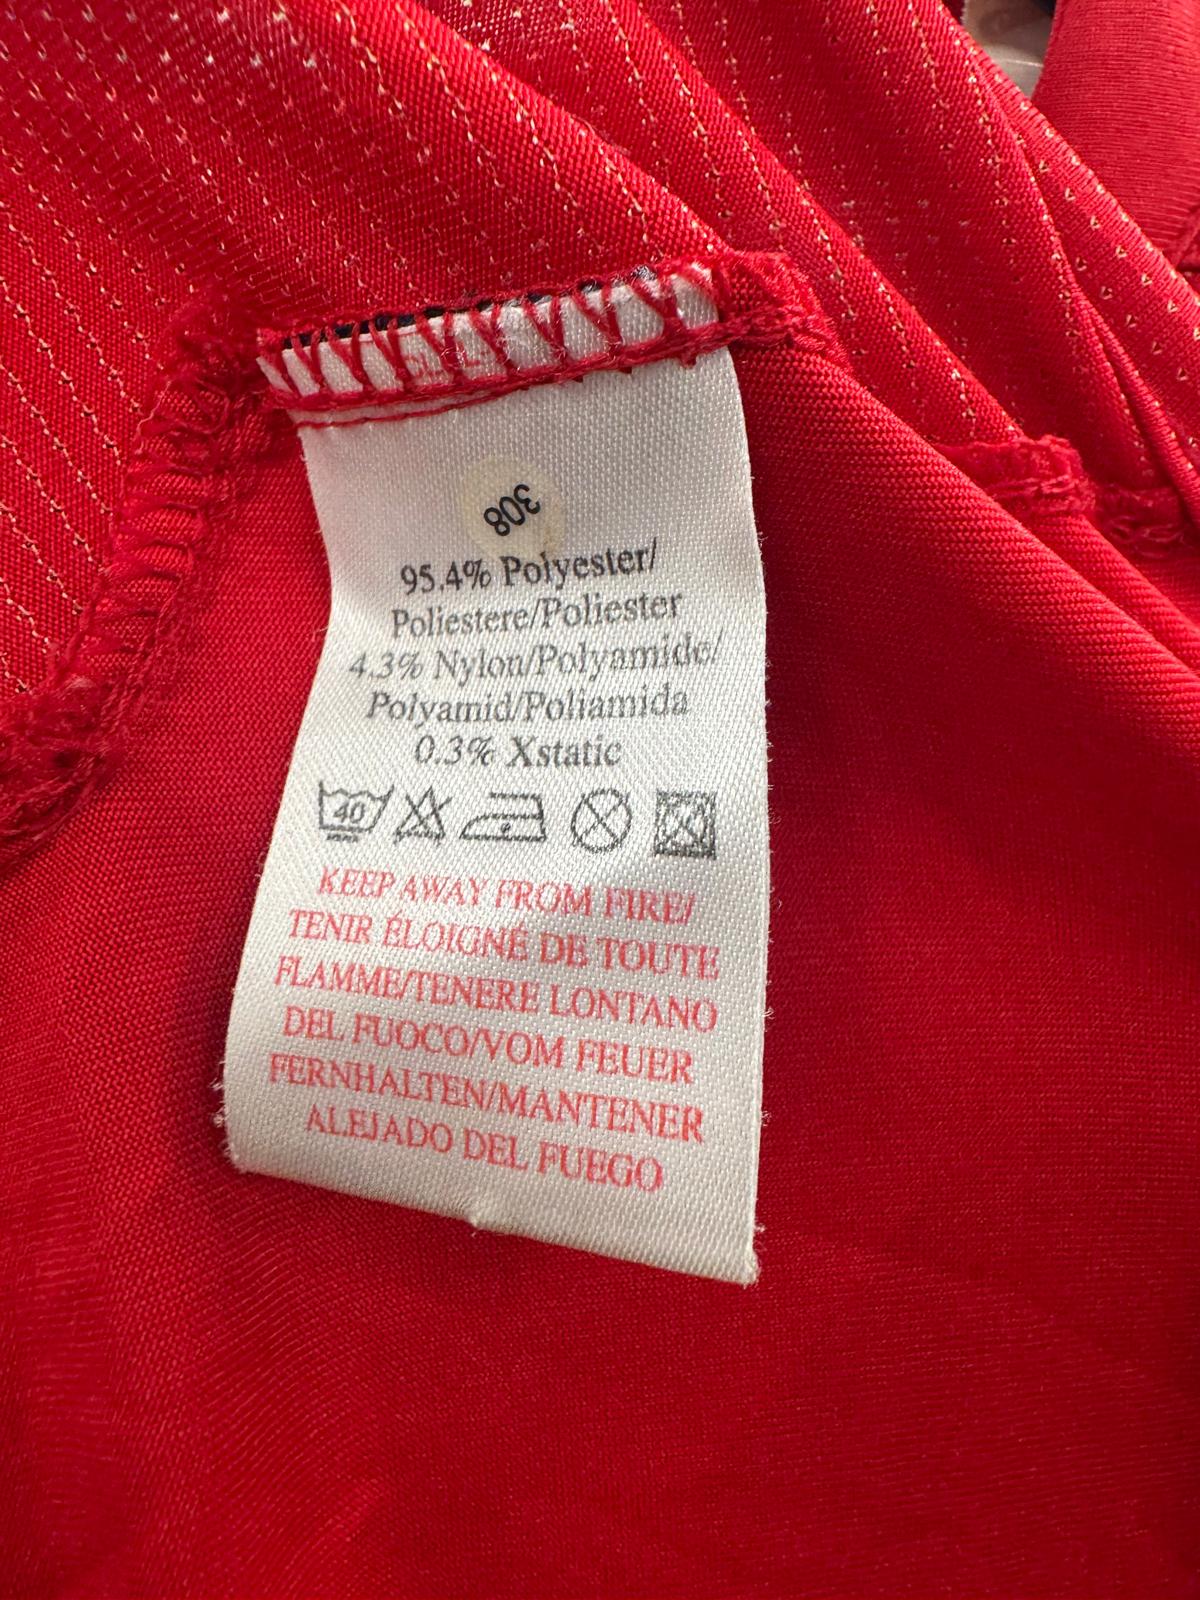 308
95.4% Polyester/
Poliestere/Poliester
4.3% Nylon/Polyamide/
Polyamid/Poliamida
0.3% Xstatic
40
KEEP AWAY FROM FIRE/
TENIR ÉLOIGNÉ DE TOUTE
FLAMME/TENERE LONTANO
DEL FUOCO/VOM FEUER
FERNHALTEN/MANTENER
ALEJADO DEL FUEGO